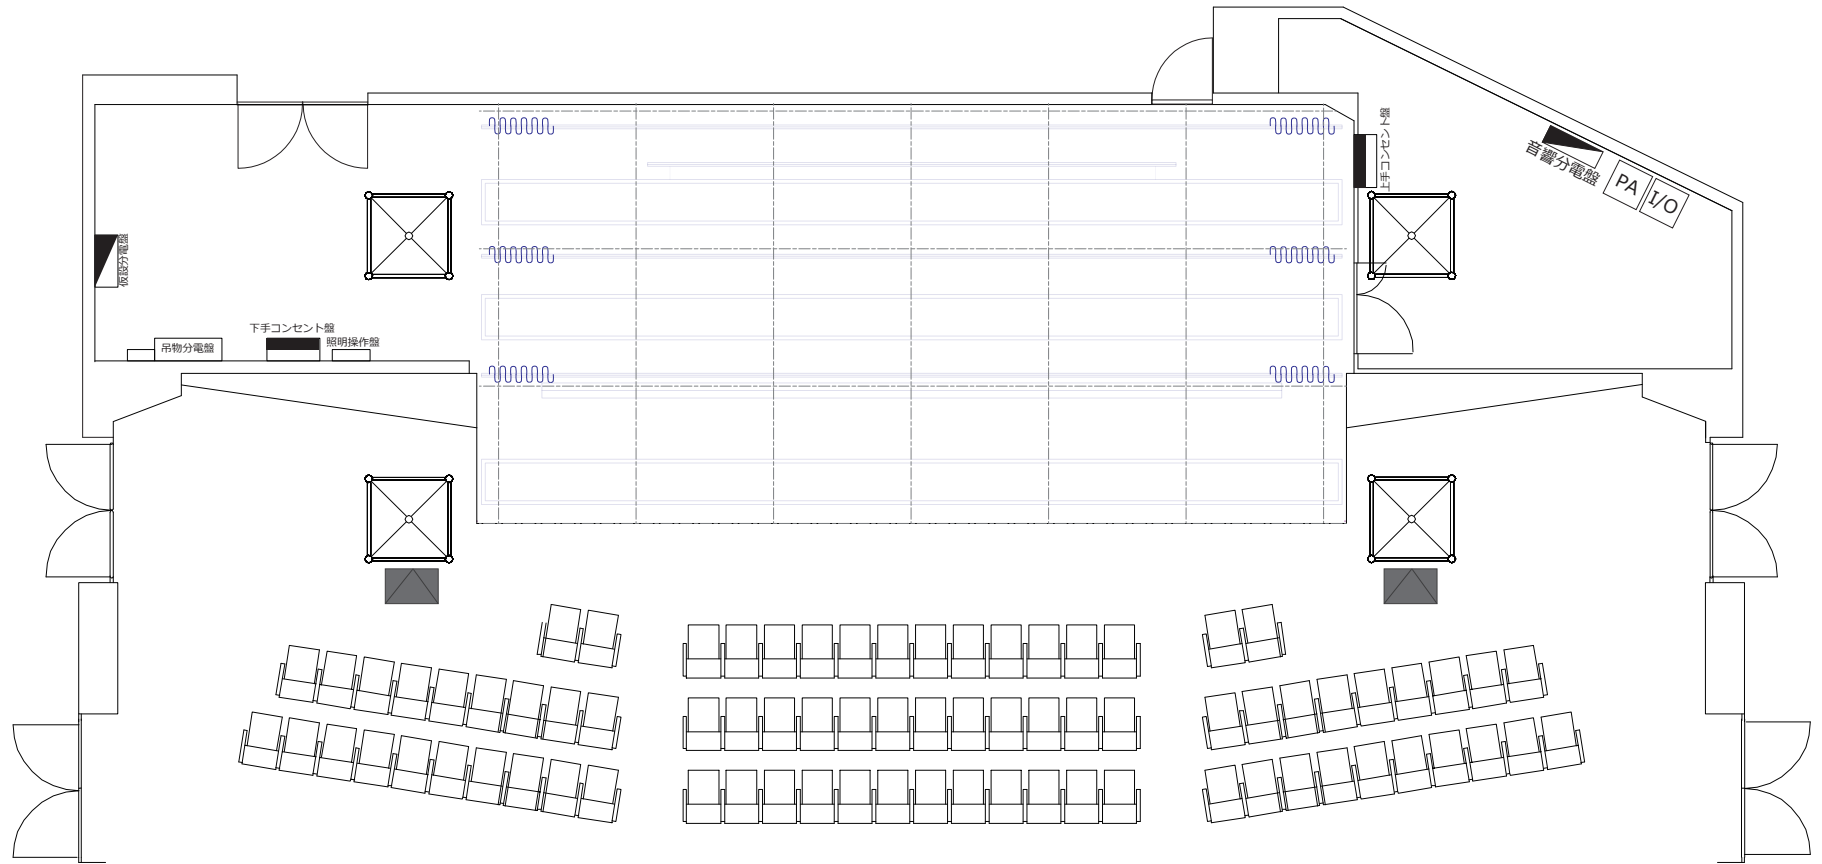 上手コンセント盤
音響分電盤
PA
I/O
仮設分電盤
下手コンセント盤
吊物分電盤
照明操作盤